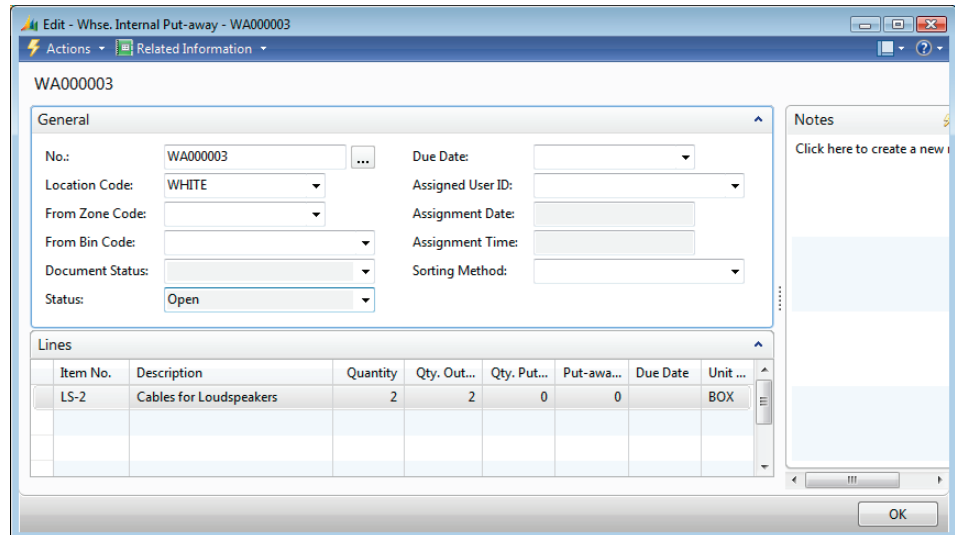 Edit - Whse. Internal Put-away - WA000003
Actions Related Information
WA000003
General
No.: WA000003 ... Due Date:
Location Code: WHITE Assigned User ID:
From Zone Code: Assignment Date:
From Bin Code: Assignment Time:
Document Status: Sorting Method:
Status: Open
Notes
Click here to create a new
Lines
Item No. Description Quantity Qty. Out... Qty. Put... Put-awa... Due Date Unit ...
LS-2 Cables for Loudspeakers 2 2 0 0 BOX
OK